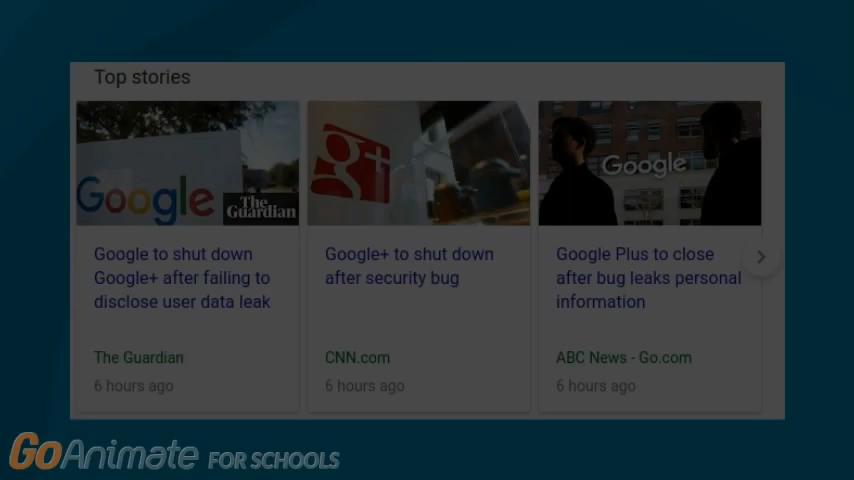 Top stories
Google
The Guardian
g+
Google
Google to shut down
Google+ after failing to
disclose user data leak
Google+ to shut down
after security bug
Google Plus to close
after bug leaks personal
information
The Guardian
CNN.com
ABC News - Go.com
6 hours ago
6 hours ago
6 hours ago
GoAnimate FOR SCHOOLS